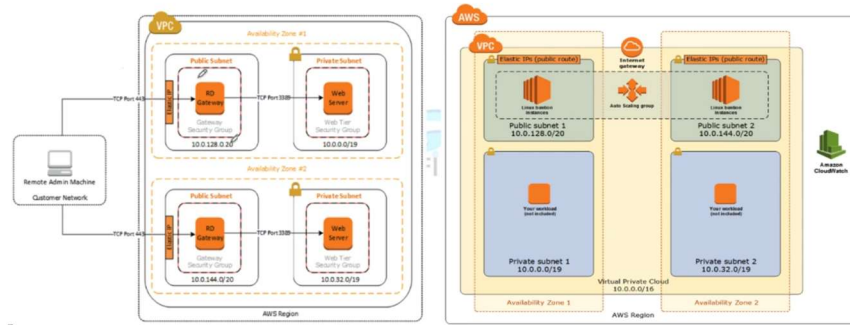 VPC
Availability Zone #1
Public Subnet
Private Subnet
Elastic IP
RD
Gateway
TCP Port 443
TCP Port 3389
Web
Server
Gateway
Security Group
Web Tier
Security Group
10.0.128.0/20
10.0.0.0/19
Remote Admin Machine
Customer Network
Availability Zone #2
Public Subnet
Private Subnet
Elastic IP
RD
Gateway
TCP Port 443
TCP Port 3389
Web
Server
Gateway
Security Group
Web Tier
Security Group
10.0.144.0/20
10.0.32.0/19
AWS Region
AWS
VPC
Elastic IPs (public route)
Internet
gateway
Elastic IPs (public route)
Linux bastion
instances
Auto Scaling group
Linux bastion
instances
Public subnet 1
10.0.128.0/20
Public subnet 2
10.0.144.0/20
Amazon
CloudWatch
Your workload
(not included)
Your workload
(not included)
Private subnet 1
10.0.0.0/19
Private subnet 2
10.0.32.0/19
Virtual Private Cloud
10.0.0.0/16
Availability Zone 1
Availability Zone 2
AWS Region